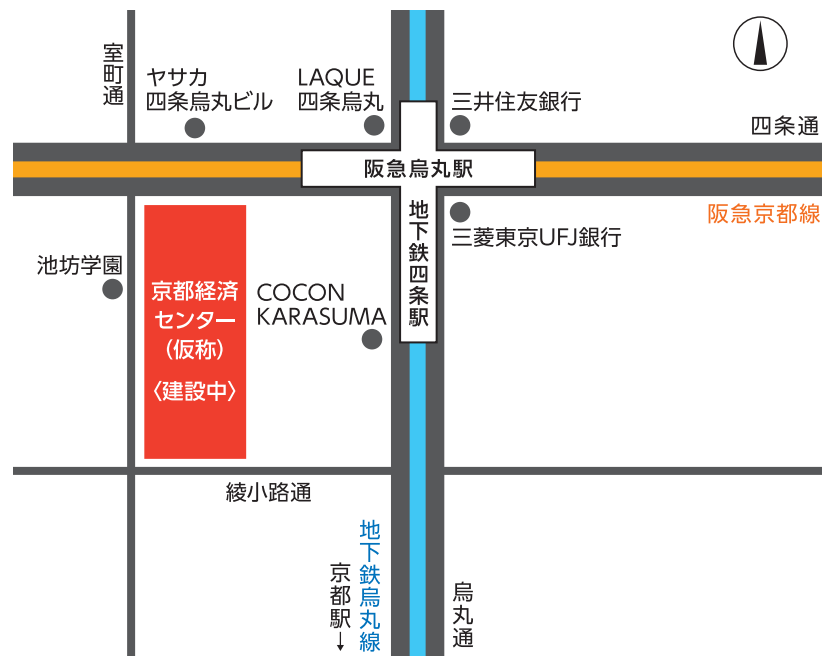 室町通
ヤサカ
四条烏丸ビル
LAQUE
四条烏丸
三井住友銀行
四条通
阪急烏丸駅
阪急京都線
地下鉄四条駅
三菱東京UFJ銀行
池坊学園
京都経済
センター
（仮称）
〈建設中〉
COCON
KARASUMA
綾小路通
地下鉄烏丸線
京都駅↓
烏丸通